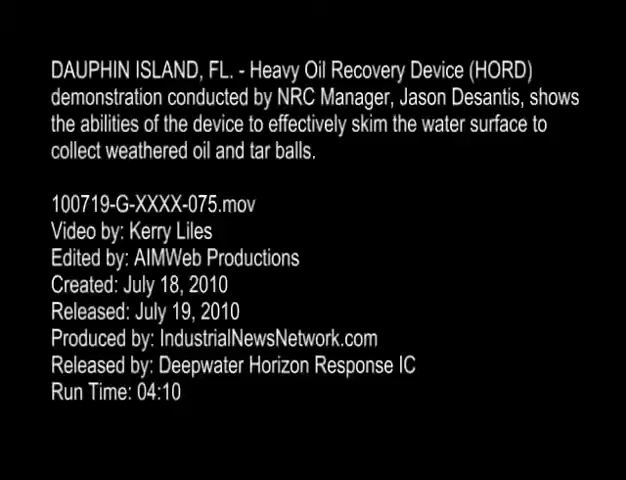 DAUPHIN ISLAND, FL. - Heavy Oil Recovery Device (HORD)
demonstration conducted by NRC Manager, Jason Desantis, shows
the abilities of the device to effectively skim the water surface to
collect weathered oil and tar balls.
100719-G-XXXX-075.mov
Video by: Kerry Liles
Edited by: AIMWeb Productions
Created: July 18, 2010
Released: July 19, 2010
Produced by: IndustrialNewsNetwork.com
Released by: Deepwater Horizon Response IC
Run Time: 04:10